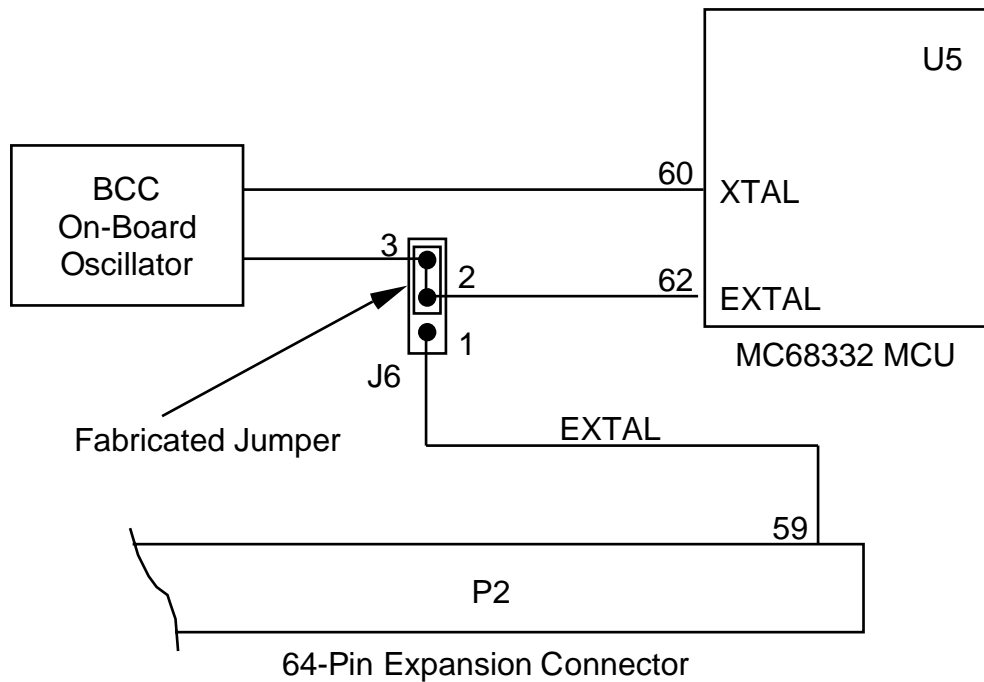 U5
BCC
On-Board
Oscillator
60
XTAL
3
2
62
EXTAL
1
MC68332 MCU
J6
Fabricated Jumper
EXTAL
59
P2
64-Pin Expansion Connector